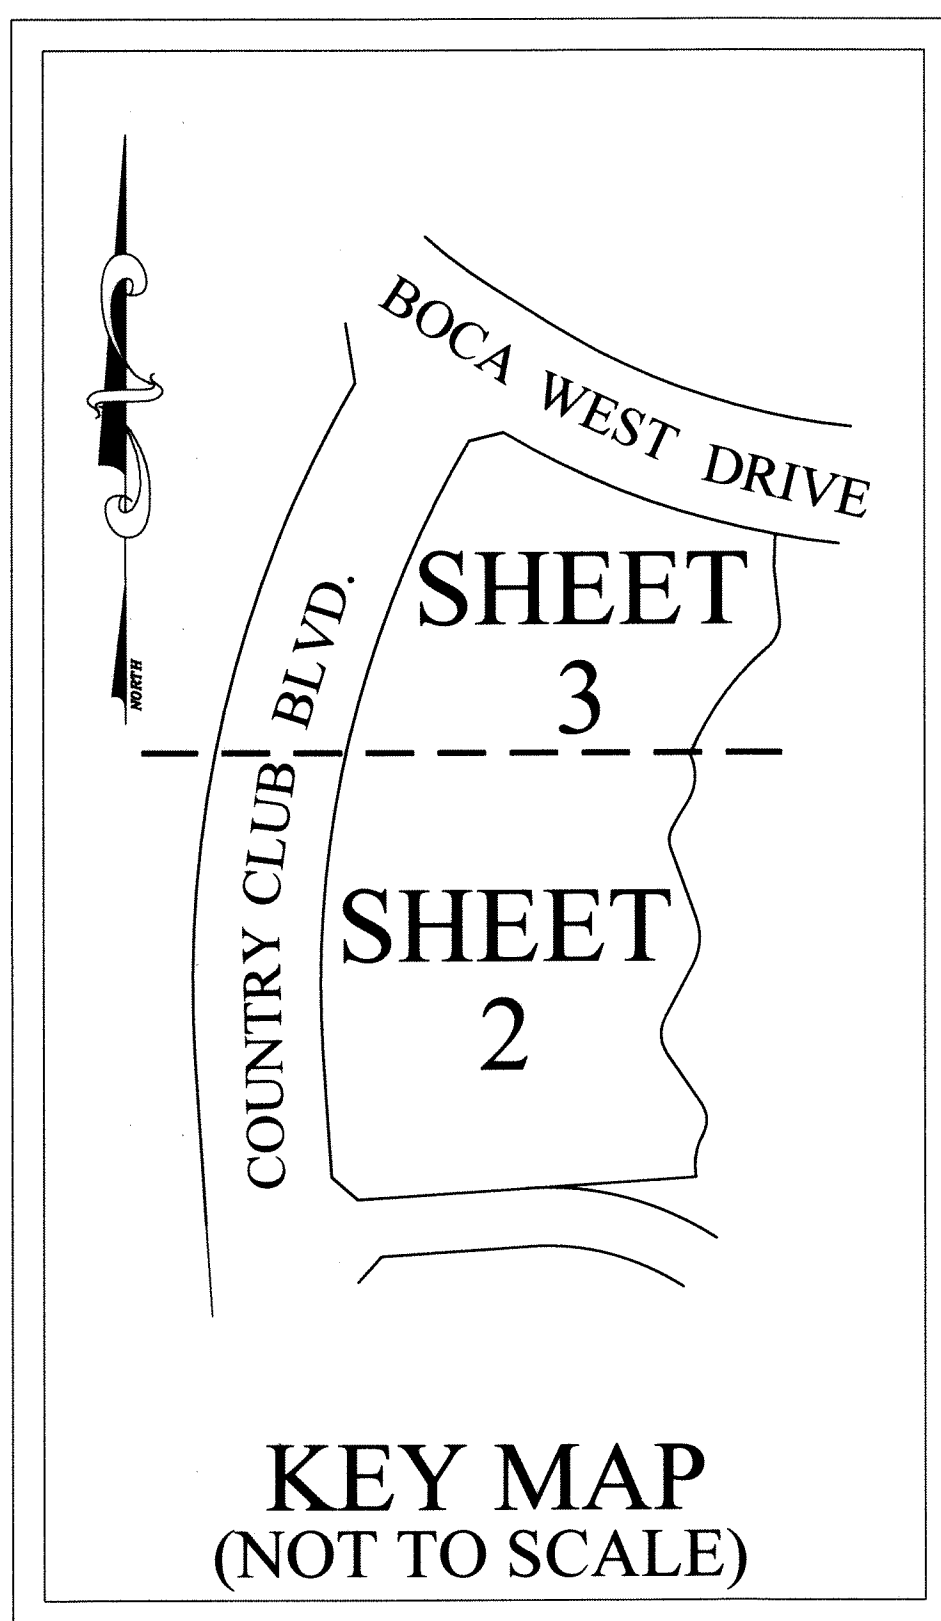 BOCA WEST DRIVE
SHEET
3
COUNTRY CLUB BLVD.
NORTH
SHEET
2
KEY MAP
(NOT TO SCALE)